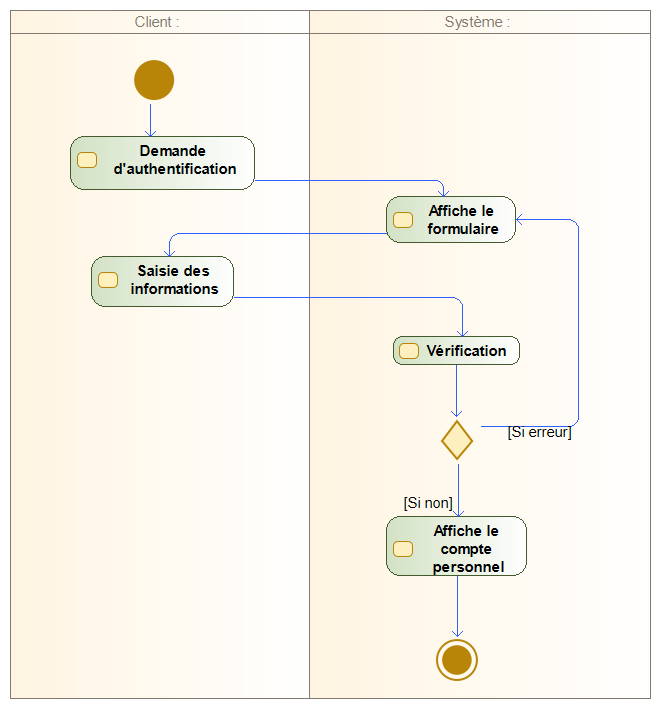 Client :
Système :
Demande
d'authentification
Affiche le
formulaire
Saisie des
informations
Vérification
[Si erreur]
[Si non]
Affiche le
compte
personnel